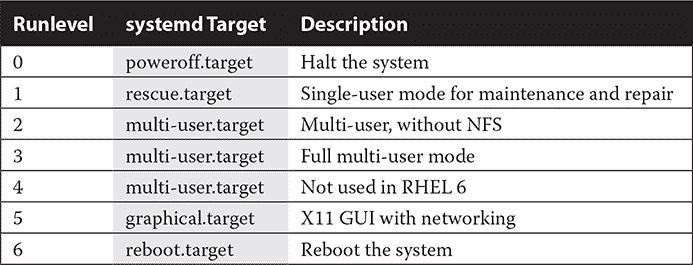 Runlevel systemd Target Description
0 poweroff.target Halt the system
1 rescue.target Single-user mode for maintenance and repair
2 multi-user.target Multi-user, without NFS
3 multi-user.target Full multi-user mode
4 multi-user.target Not used in RHEL 6
5 graphical.target X11 GUI with networking
6 reboot.target Reboot the system